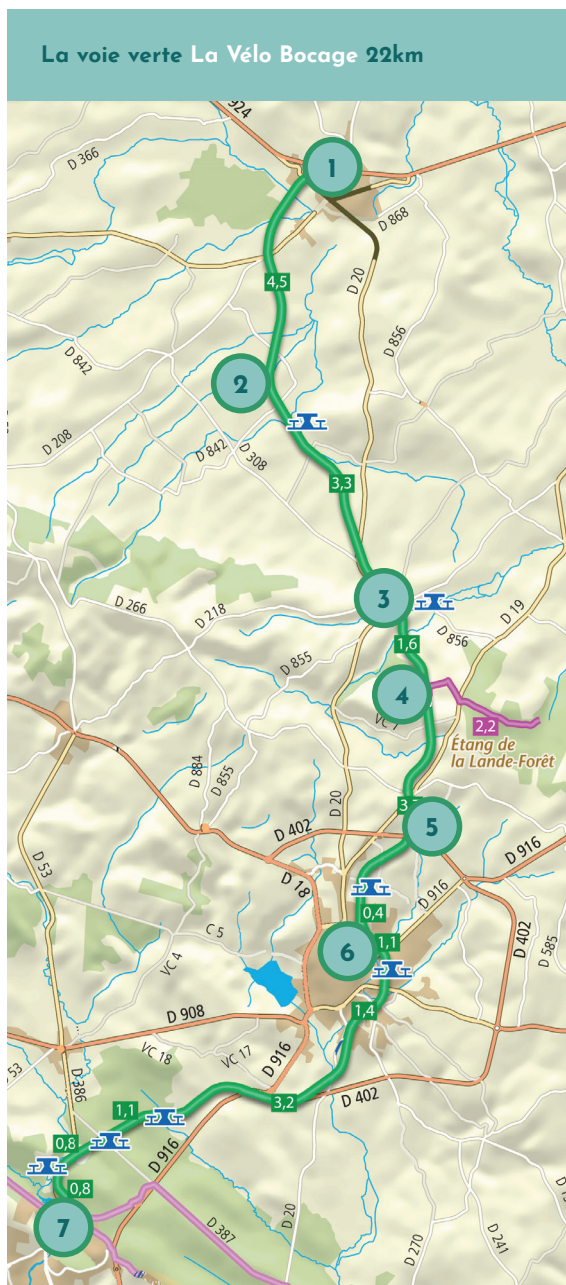 La voie verte La Vélo Bocage 22km
924
D 366
1
D 868
D 20
4,5
D 856
D 842
2
D 208
D 842
D 308
3,3
3
D 266
D 218
D 19
1,6
D 856
D 855
4
2,2
Étang de
la Lande-Forêt
D 884
D 855
D 20
5
D 402
D 916
D 53
D 18
D 916
0,4
C 5
D 402
D 585
6
1,1
VC 4
1,4
D 908
VC 18
VC 17
D 916
53
D 386
3,2
D 402
1,1
0,8
D 916
0,8
7
D 387
D 20
D 270
D 241